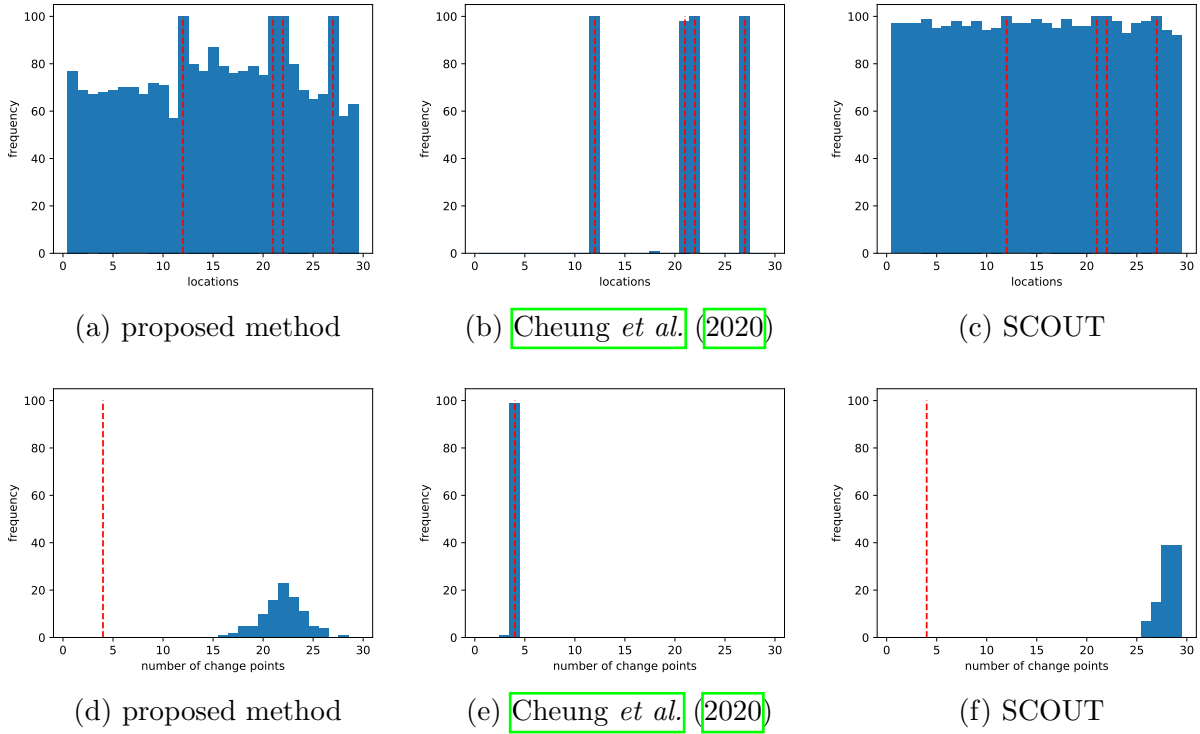 100
80
60
40
20
0
frequency
0 5 10 15 20 25 30
locations
(a) proposed method
100
80
60
40
20
0
frequency
0 5 10 15 20 25 30
locations
(b) Cheung et al. (2020)
100
80
60
40
20
0
frequency
0 5 10 15 20 25 30
locations
(c) SCOUT
100
80
60
40
20
0
frequency
0 5 10 15 20 25 30
number of change points
(d) proposed method
100
80
60
40
20
0
frequency
0 5 10 15 20 25 30
number of change points
(e) Cheung et al. (2020)
100
80
60
40
20
0
frequency
0 5 10 15 20 25 30
number of change points
(f) SCOUT